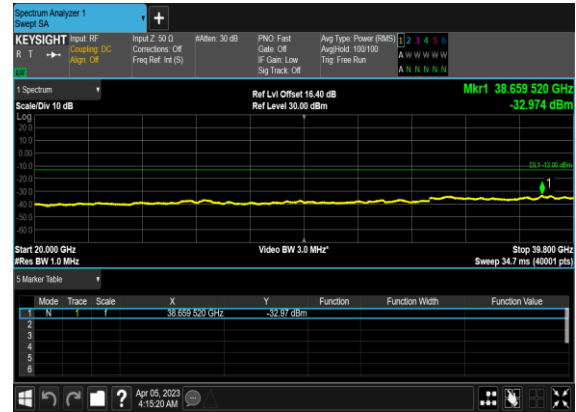 Spectrum Analyzer 1
Swept SA
+
KEYSIGHT Input: RF Input Z: 50 Ω #Atten: 30 dB PNO: Fast Avg Type: Power (RMS) 1 2 3 4 5 6
R T Coupling: DC Corrections: Off Gate: Off Avg|Hold: 100/100 A W W W W W
Align: Off Freq Ref: Int (S) IF Gain: Low Trig: Free Run
LXI Sig Track: Off A N N N N N
1 Spectrum
Ref Lvl Offset 16.40 dB Mkr1 38.659 520 GHz
Scale/Div 10 dB Ref Level 30.00 dBm -32.974 dBm
Log
20.0
10.0
0.00
-10.0
DL1 -13.00 dBm
-20.0
1
-30.0
-40.0
-50.0
-60.0
Start 20.000 GHz Video BW 3.0 MHz* Stop 39.800 GHz
#Res BW 1.0 MHz Sweep 34.7 ms (40001 pts)
5 Marker Table
Mode Trace Scale X Y Function Function Width Function Value
1 N 1 f 38.659 520 GHz -32.97 dBm
2
3
4
5
6
? Apr 05, 2023
4:15:20 AM